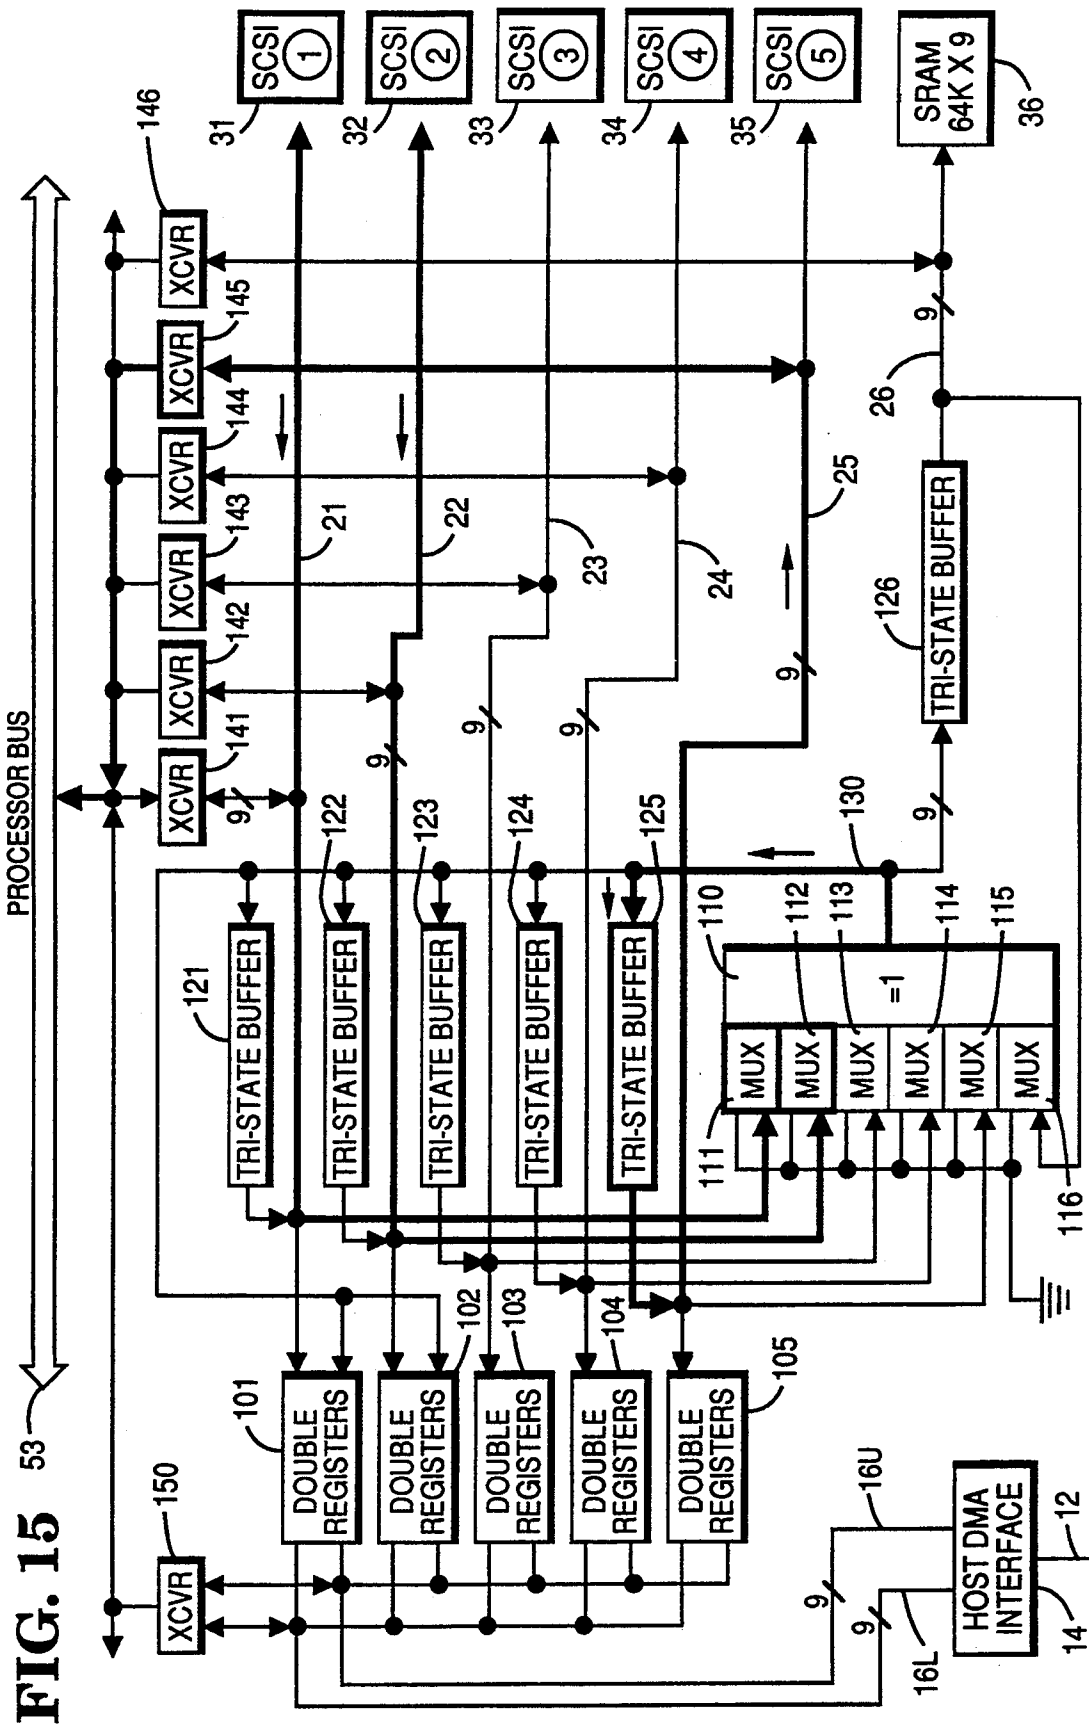 FIG. 15
53
PROCESSOR BUS
150
XCVR
141
XCVR
142
XCVR
143
XCVR
144
XCVR
145
XCVR
146
XCVR
9
101
DOUBLE
REGISTERS
102
DOUBLE
REGISTERS
103
DOUBLE
REGISTERS
104
DOUBLE
REGISTERS
105
DOUBLE
REGISTERS
121
TRI-STATE BUFFER
122
TRI-STATE BUFFER
123
TRI-STATE BUFFER
124
TRI-STATE BUFFER
125
TRI-STATE BUFFER
21
22
23
24
25
9
9
9
9
31
SCSI
1
32
SCSI
2
33
SCSI
3
34
SCSI
4
35
SCSI
5
16U
16L
9
9
HOST DMA
INTERFACE
14
12
110
111
MUX
112
MUX
113
MUX
114
MUX
115
MUX
116
MUX
=1
130
9
126
TRI-STATE BUFFER
26
9
SRAM
64K X 9
36